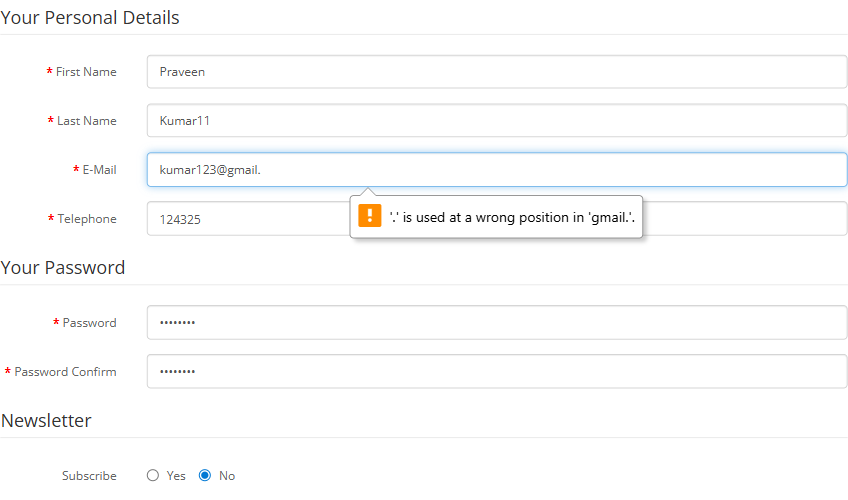 Your Personal Details
* First Name Praveen
* Last Name Kumar11
* E-Mail kumar123@gmail.
'.' is used at a wrong position in 'gmail.'.
* Telephone 124325
Your Password
* Password ••••••••
* Password Confirm ••••••••
Newsletter
Subscribe Yes No